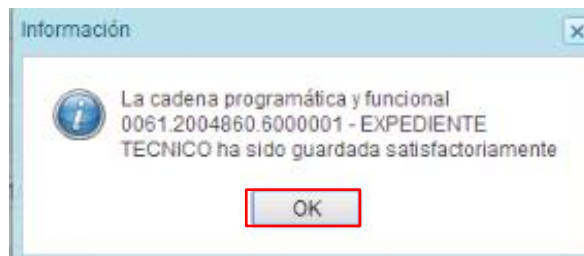 Información
La cadena programática y funcional
0061.2004860.6000001 - EXPEDIENTE
TECNICO ha sido guardada satisfactoriamente
OK